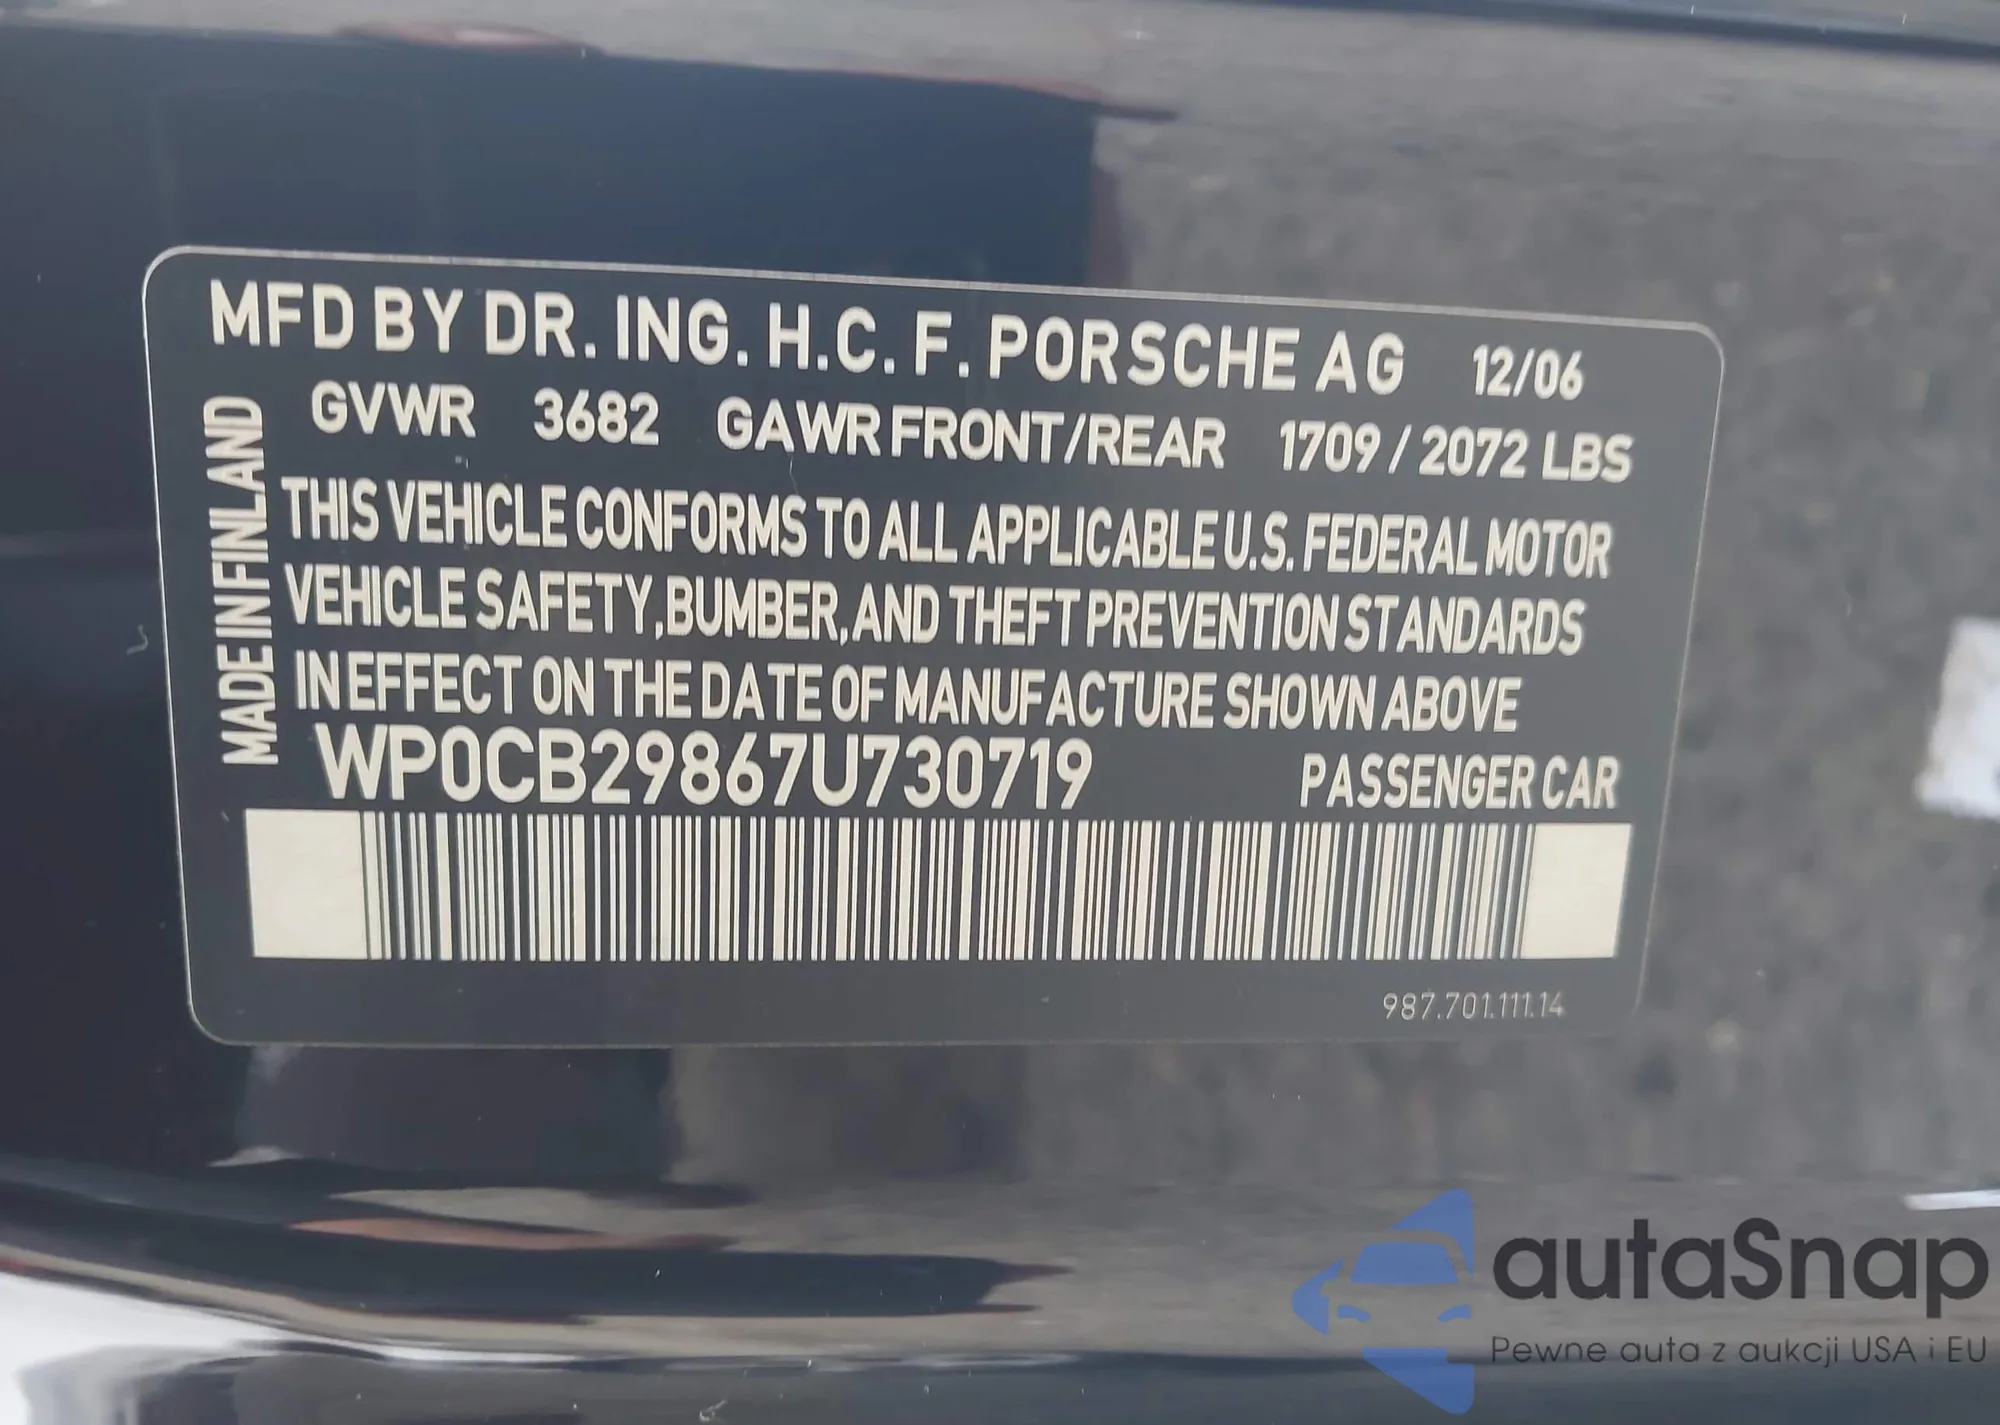 MFD BY DR. ING. H.C. F. PORSCHE AG 12/06
GVWR 3682 GAWR FRONT/REAR 1709 / 2072 LBS
MADE IN FINLAND
THIS VEHICLE CONFORMS TO ALL APPLICABLE U.S. FEDERAL MOTOR
VEHICLE SAFETY, BUMBER, AND THEFT PREVENTION STANDARDS
IN EFFECT ON THE DATE OF MANUFACTURE SHOWN ABOVE
WP0CB29867U730719 PASSENGER CAR
987.701.111.14
autaSnap
Pewne auta z aukcji USA i EU